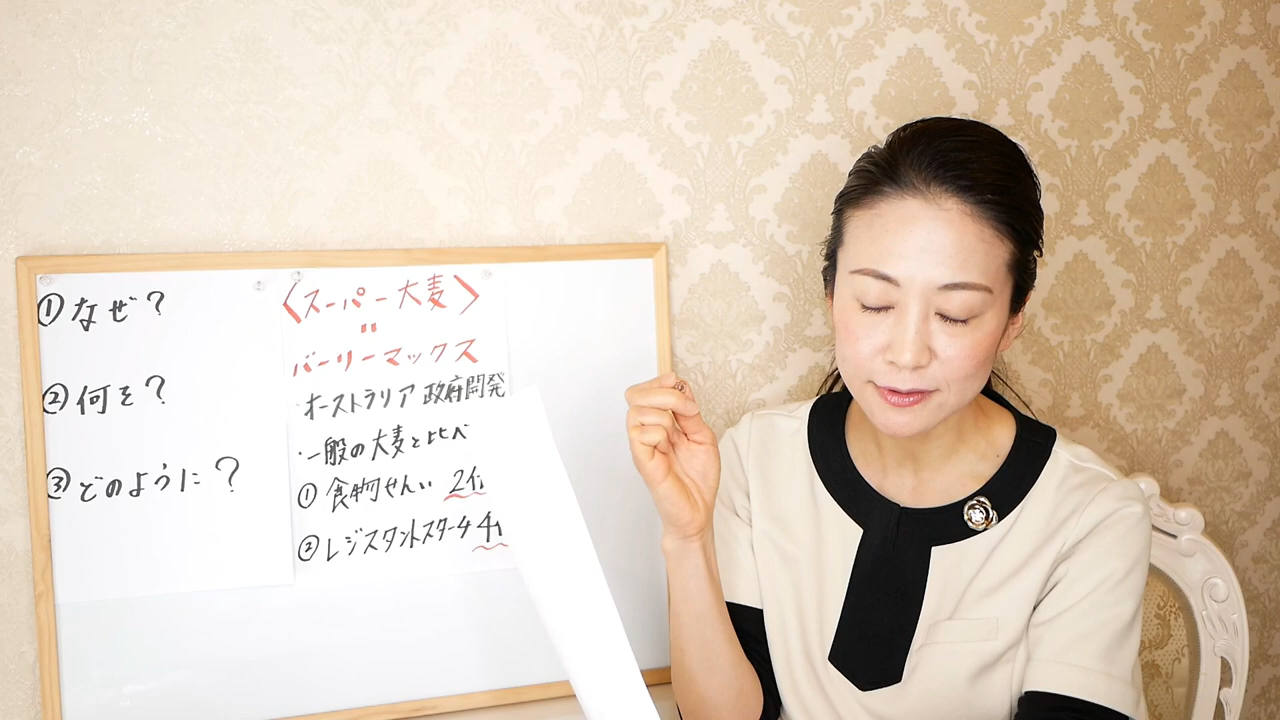 ①なぜ?
②何を?
③どのように?
〈スーパー大麦〉
=
バーリーマックス
・オーストラリア政府開発
・一般の大麦と比べ
①食物せんい 2倍
②レジスタントスターチ 4